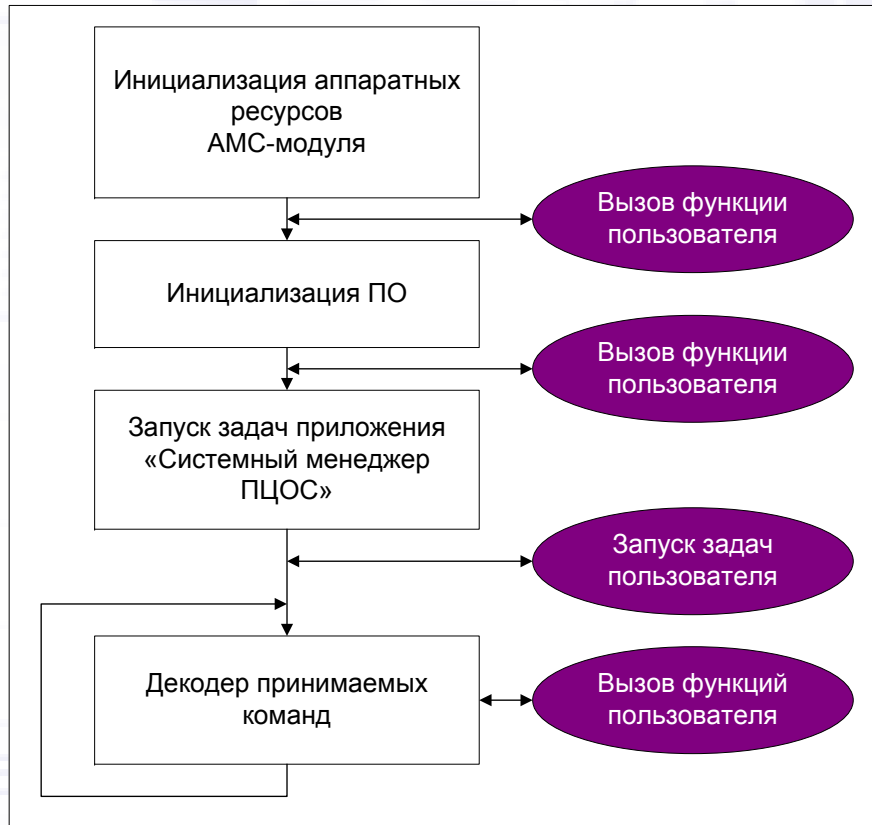 Инициализация аппаратных
ресурсов
АМС-модуля
Вызов функции
пользователя
Инициализация ПО
Вызов функции
пользователя
Запуск задач приложения
«Системный менеджер
ПЦОС»
Запуск задач
пользователя
Декодер принимаемых
команд
Вызов функций
пользователя